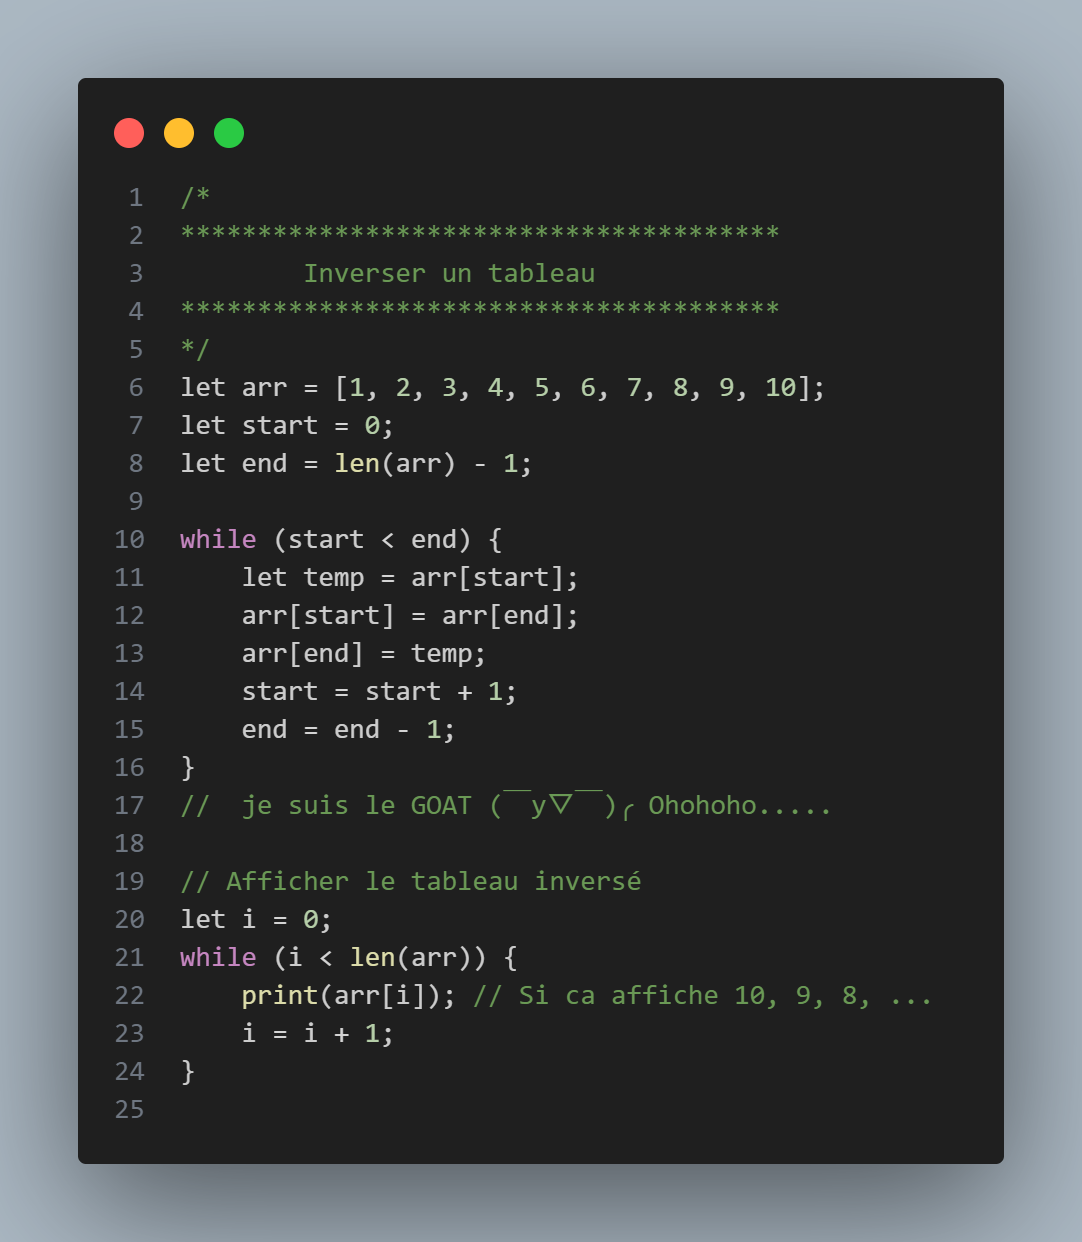 1 /*
2 ***************************************
3         Inverser un tableau
4 ***************************************
5 */
6 let arr = [1, 2, 3, 4, 5, 6, 7, 8, 9, 10];
7 let start = 0;
8 let end = len(arr) - 1;
9
10 while (start < end) {
11     let temp = arr[start];
12     arr[start] = arr[end];
13     arr[end] = temp;
14     start = start + 1;
15     end = end - 1;
16 }
17 //  je suis le GOAT (￣y▽￣)╭ Ohohoho.....
18
19 // Afficher le tableau inversé
20 let i = 0;
21 while (i < len(arr)) {
22     print(arr[i]); // Si ca affiche 10, 9, 8, ...
23     i = i + 1;
24 }
25